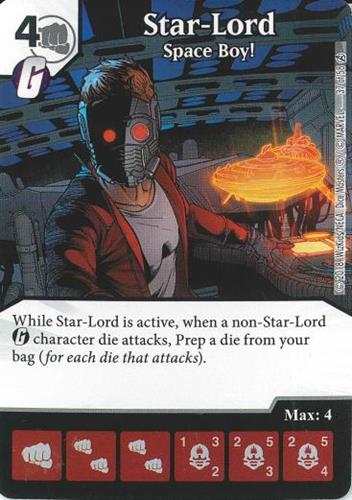 4
Star-Lord
Space Boy!
While Star-Lord is active, when a non-Star-Lord
G character die attacks, Prep a die from your
bag (for each die that attacks).
Max: 4
1 3 2
2 5 3
2 5 4